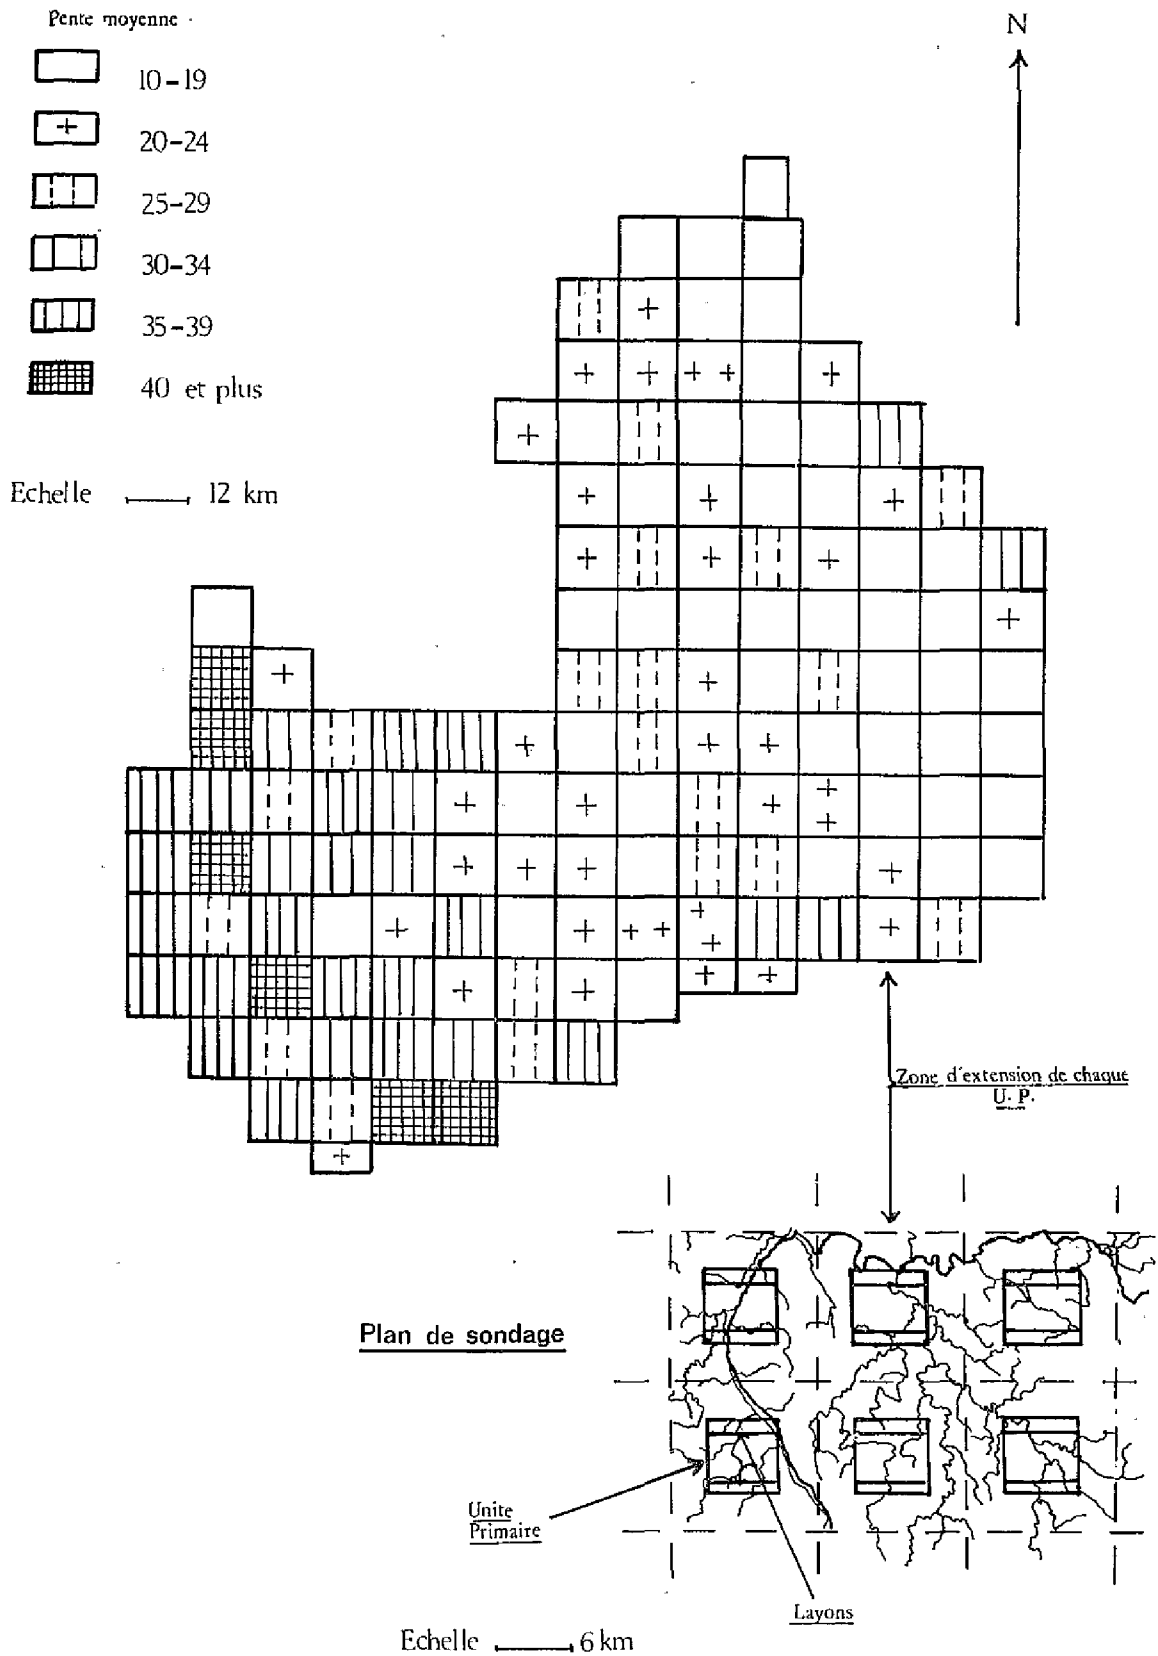 Pente moyenne
10-19
20-24
25-29
30-34
35-39
40 et plus
Echelle 12 km
N
Zone d'extension de chaque
U. P.
Plan de sondage
Unite
Primaire
Layons
Echelle 6 km